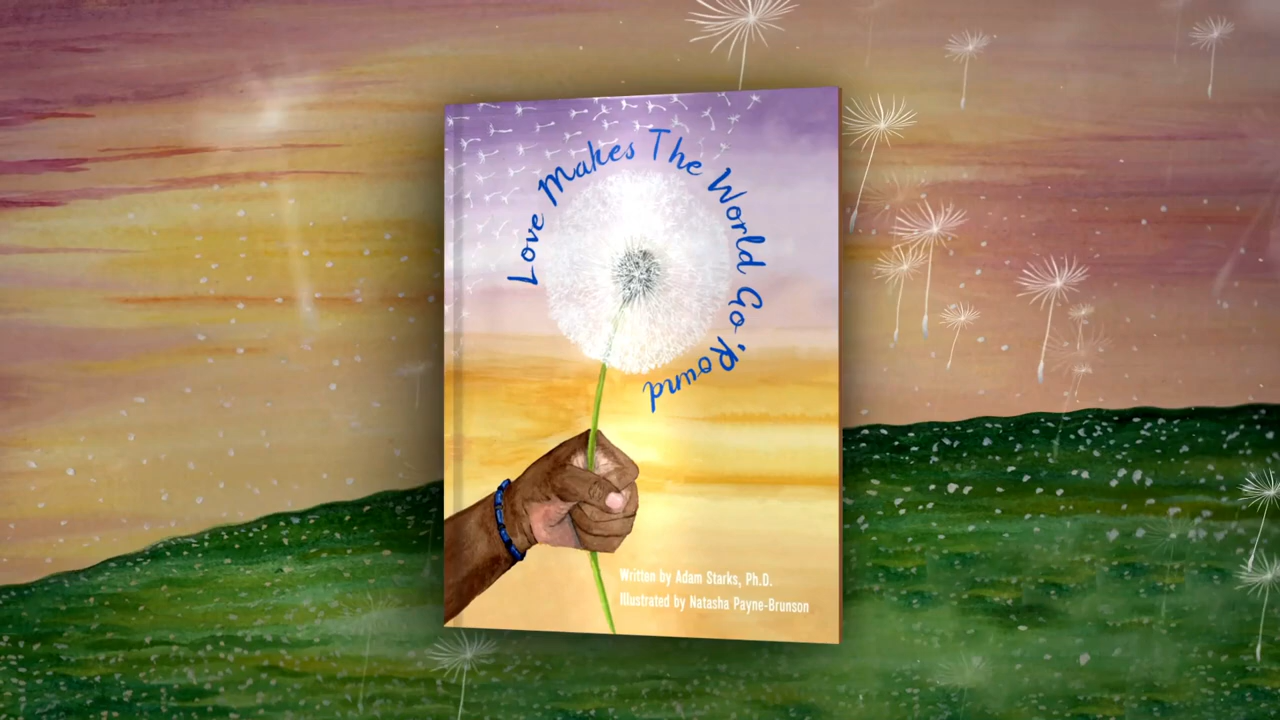 Love Makes The World Go 'Round
Written by Adam Starks, Ph.D.
Illustrated by Natasha Payne-Brunson